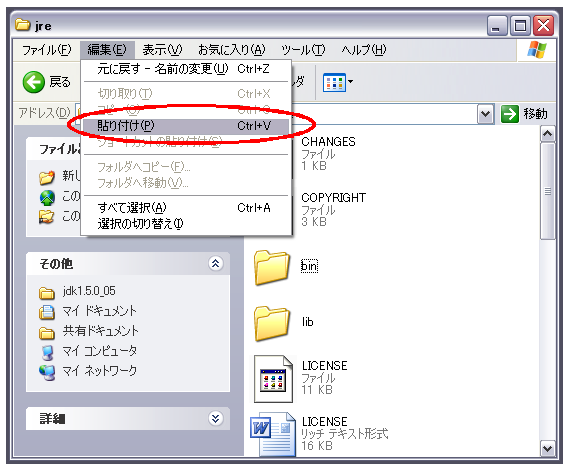 jre
ファイル(F) 編集(E) 表示(V) お気に入り(A) ツール(T) ヘルプ(H)
戻る
元に戻す - 名前の変更(U) Ctrl+Z
切り取り(T) Ctrl+X
コピー(C) Ctrl+C
貼り付け(P) Ctrl+V
ショートカットの貼り付け(S)
フォルダへコピー(F)...
フォルダへ移動(V)...
すべて選択(A) Ctrl+A
選択の切り替え(I)
アドレス(D)
移動
ファイル
新し
この
この
その他
jdk1.5.0_05
マイ ドキュメント
共有ドキュメント
マイ コンピュータ
マイ ネットワーク
詳細
CHANGES
ファイル
1 KB
COPYRIGHT
ファイル
3 KB
bin
lib
LICENSE
ファイル
11 KB
LICENSE
リッチ テキスト形式
16 KB